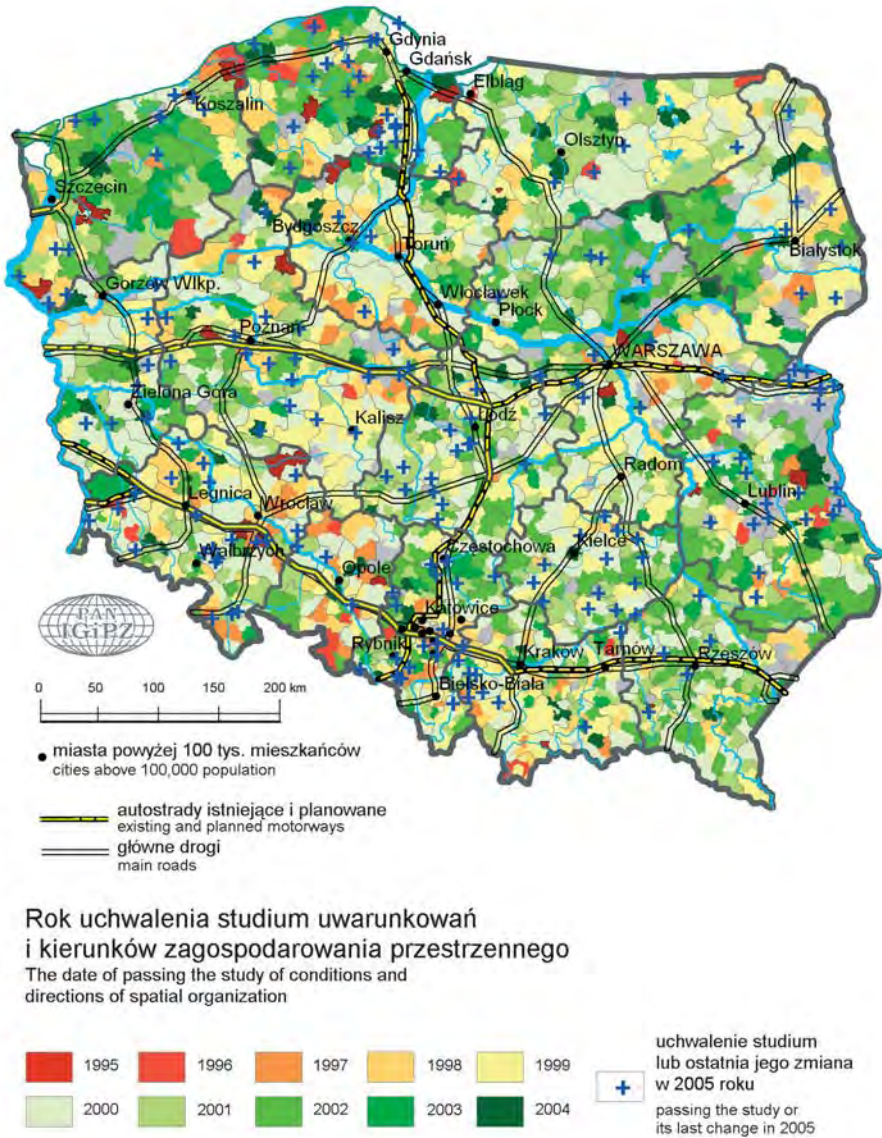 Gdynia
Gdańsk
Elbląg
Koszalin
Olsztyn
Szczecin
Bydgoszcz
Toruń
Białystok
Gorzów Wlkp.
Włocławek
Płock
Poznań
WARSZAWA
Zielona Góra
Kalisz
Łódź
Radom
Lublin
Legnica
Wrocław
Wałbrzych
Częstochowa
Kielce
Opole
PAN
IGiPZ
Katowice
Rybnik
Kraków
Tarnów
Rzeszów
Bielsko-Biała
0 50 100 150 200 km
miasta powyżej 100 tys. mieszkańców
cities above 100,000 population
autostrady istniejące i planowane
existing and planned motorways
główne drogi
main roads
Rok uchwalenia studium uwarunkowań
i kierunków zagospodarowania przestrzennego
The date of passing the study of conditions and
directions of spatial organization
1995 1996 1997 1998 1999
2000 2001 2002 2003 2004
uchwalenie studium
lub ostatnia jego zmiana
w 2005 roku
passing the study or
its last change in 2005